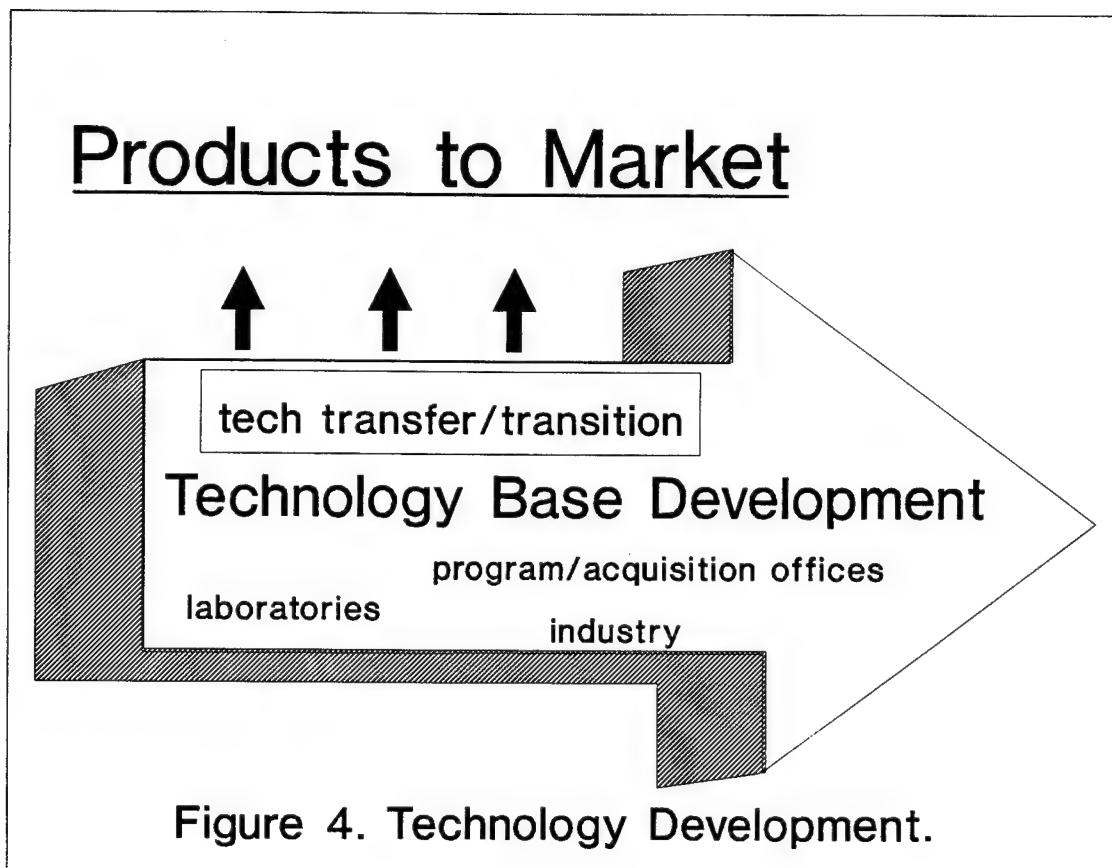 Products to Market
tech transfer/transition
Technology Base Development
program/acquisition offices
laboratories
industry
Figure 4. Technology Development.